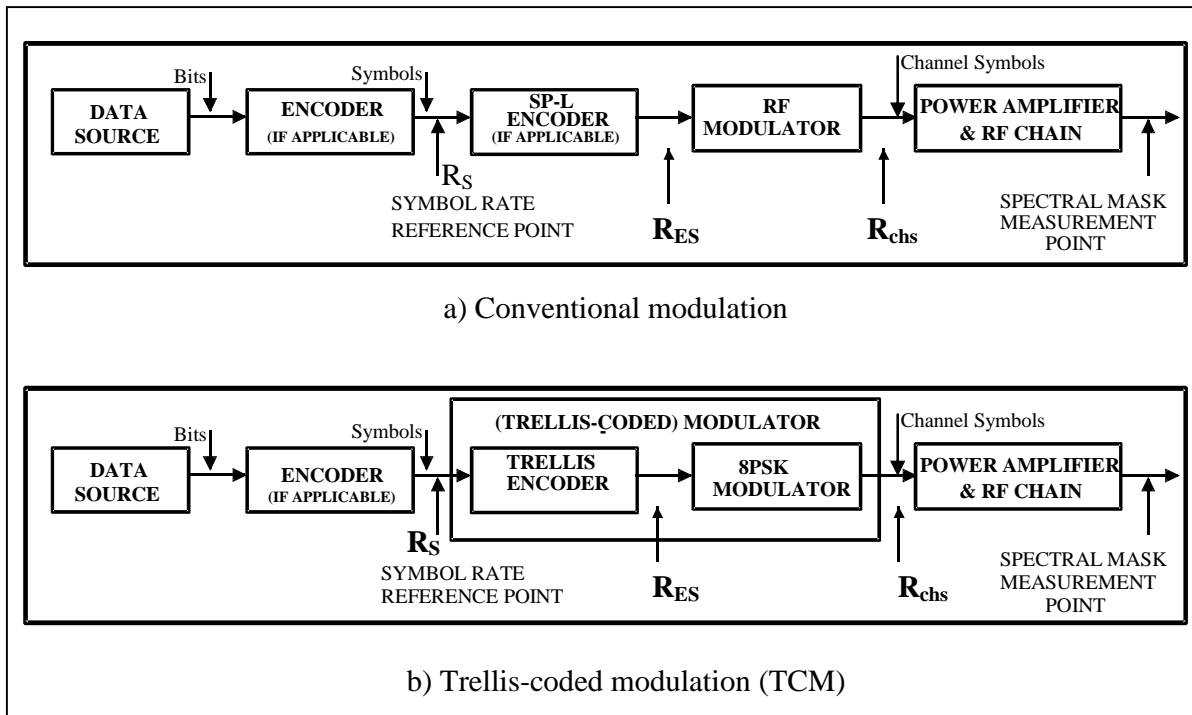 Bits
Symbols
Channel Symbols
DATA
SOURCE
ENCODER
(IF APPLICABLE)
SP-L
ENCODER
(IF APPLICABLE)
RF
MODULATOR
POWER AMPLIFIER
& RF CHAIN
RS
SYMBOL RATE
REFERENCE POINT
RES
Rchs
SPECTRAL MASK
MEASUREMENT
POINT
a) Conventional modulation
Bits
Symbols
(TRELLIS-CODED) MODULATOR
Channel Symbols
DATA
SOURCE
ENCODER
(IF APPLICABLE)
TRELLIS
ENCODER
8PSK
MODULATOR
POWER AMPLIFIER
& RF CHAIN
RS
SYMBOL RATE
REFERENCE POINT
RES
Rchs
SPECTRAL MASK
MEASUREMENT
POINT
b) Trellis-coded modulation (TCM)